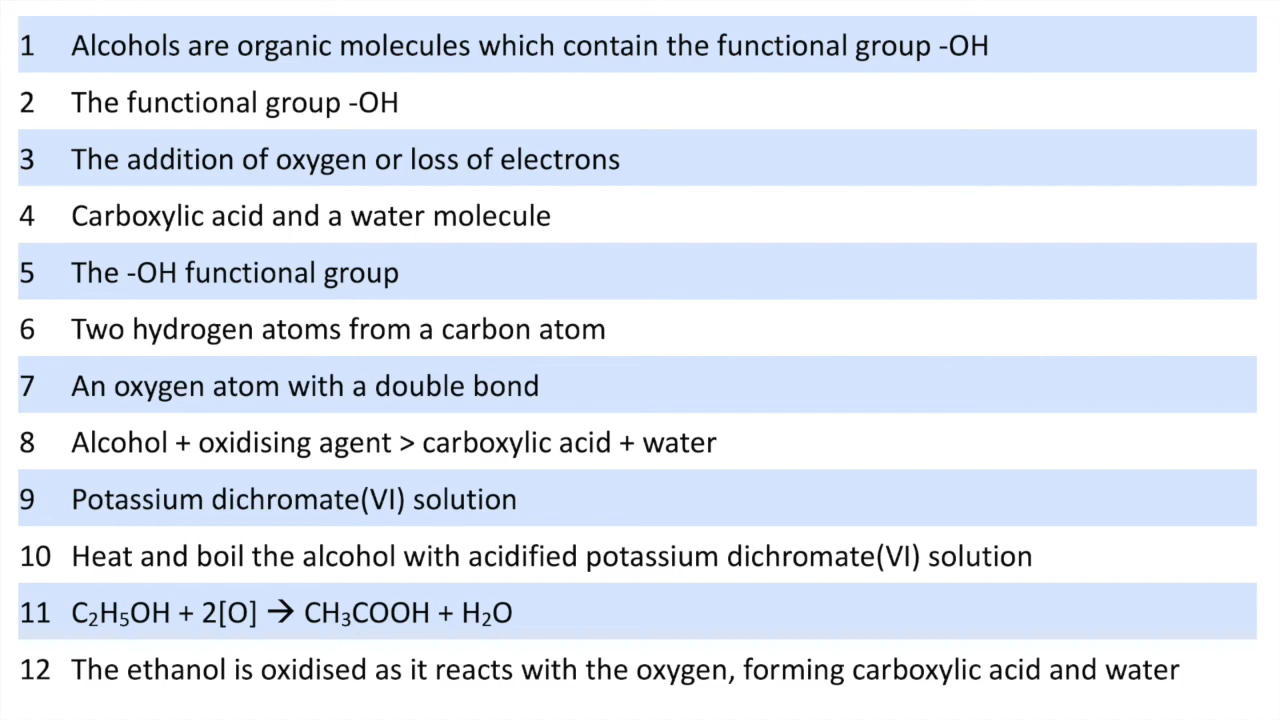 1 Alcohols are organic molecules which contain the functional group -OH
2 The functional group -OH
3 The addition of oxygen or loss of electrons
4 Carboxylic acid and a water molecule
5 The -OH functional group
6 Two hydrogen atoms from a carbon atom
7 An oxygen atom with a double bond
8 Alcohol + oxidising agent > carboxylic acid + water
9 Potassium dichromate(VI) solution
10 Heat and boil the alcohol with acidified potassium dichromate(VI) solution
11 C₂H₅OH + 2[O] → CH₃COOH + H₂O
12 The ethanol is oxidised as it reacts with the oxygen, forming carboxylic acid and water